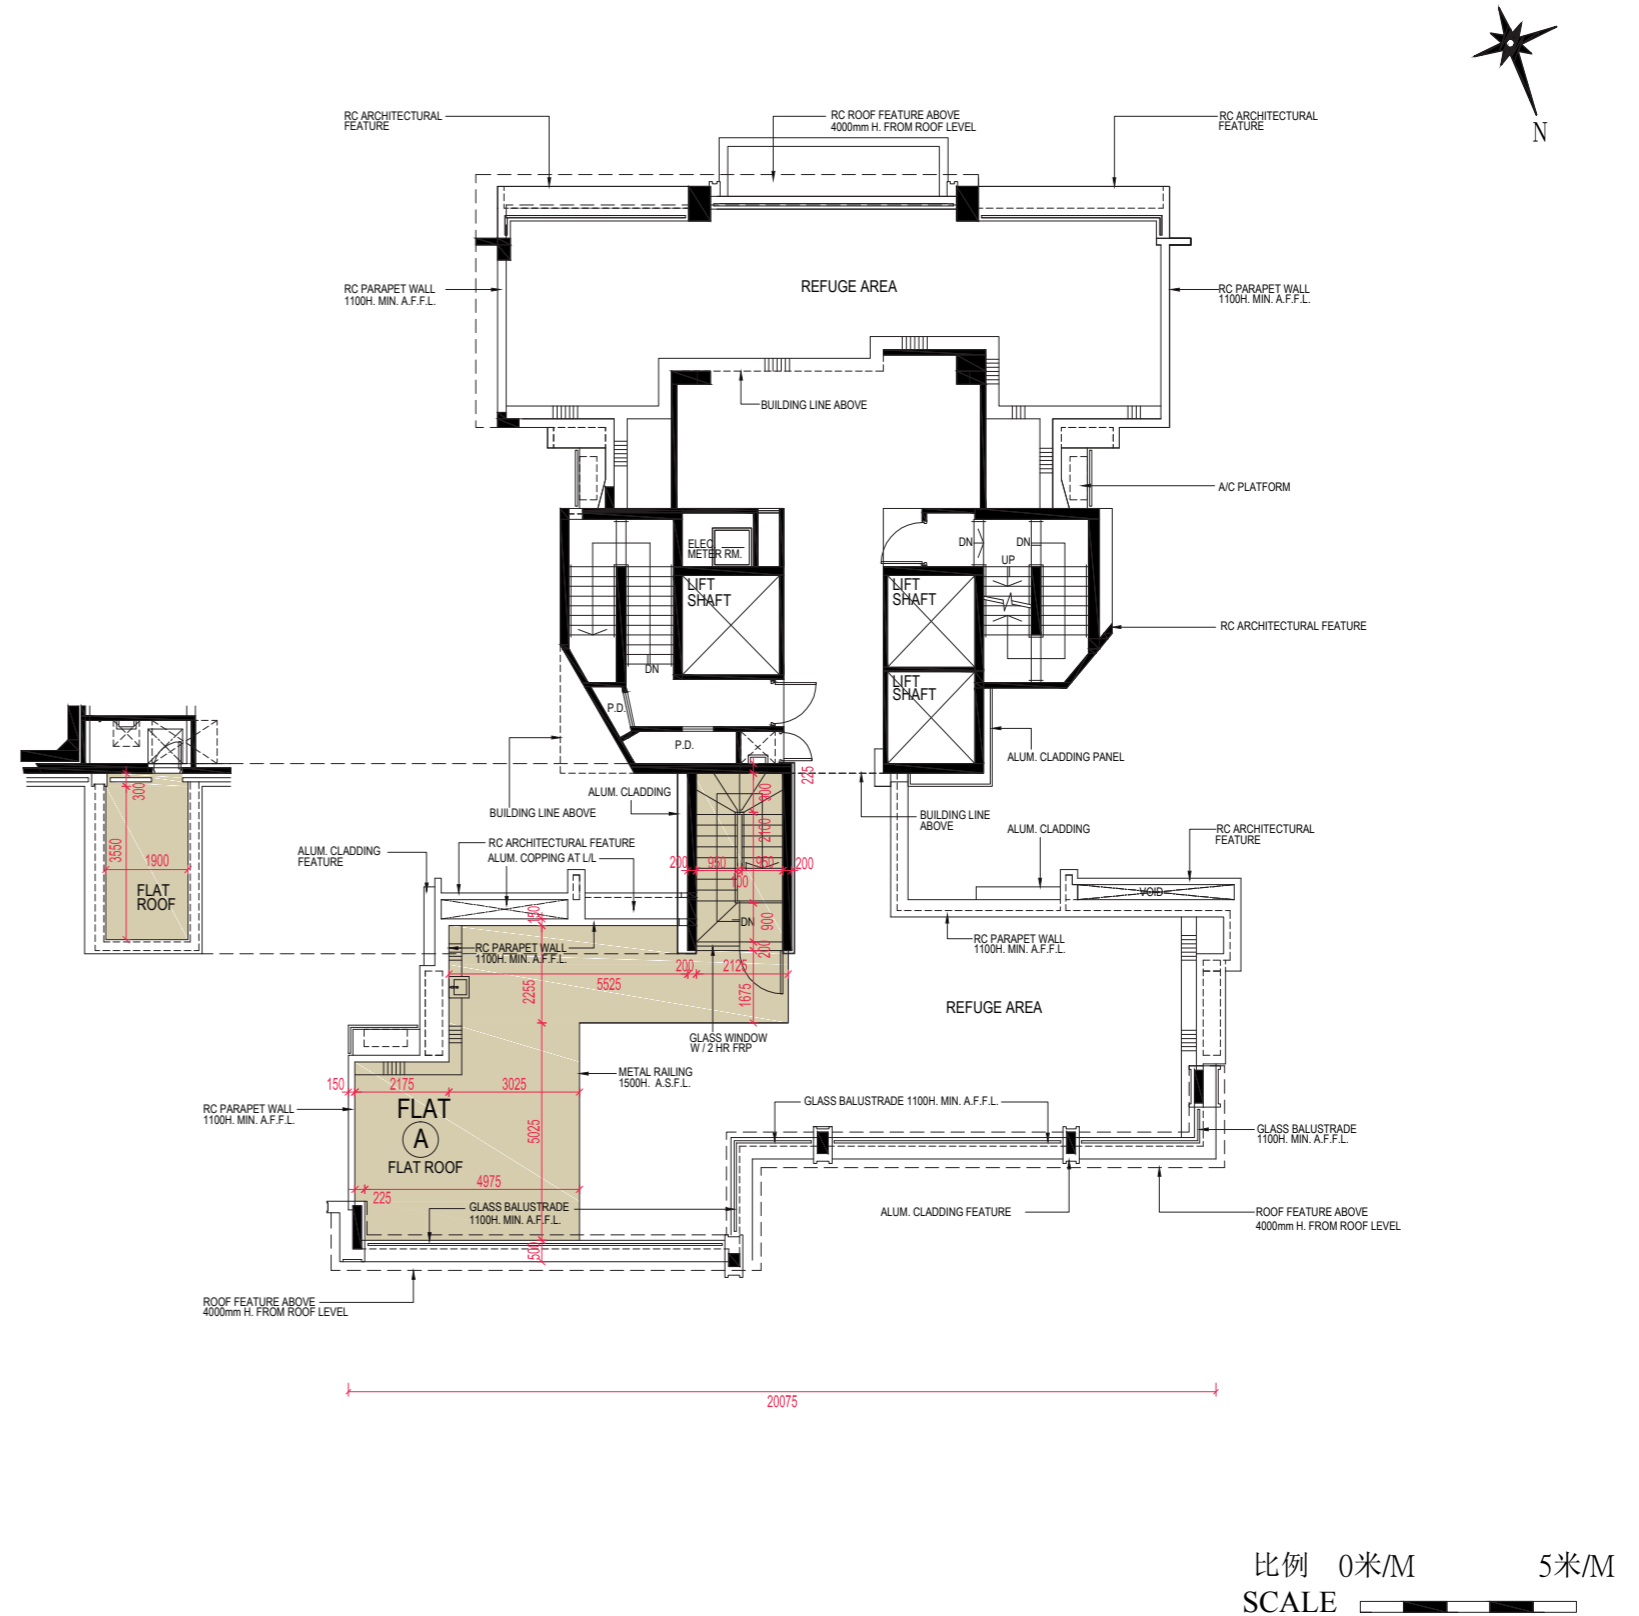 N
RC ARCHITECTURAL
FEATURE
RC ROOF FEATURE ABOVE
4000mm H. FROM ROOF LEVEL
RC ARCHITECTURAL
FEATURE
REFUGE AREA
RC PARAPET WALL
1100H. MIN. A.F.F.L.
RC PARAPET WALL
1100H. MIN. A.F.F.L.
BUILDING LINE ABOVE
A/C PLATFORM
ELEC
METER RM.
DN
DN
UP
LIFT
SHAFT
LIFT
SHAFT
RC ARCHITECTURAL FEATURE
DN
LIFT
SHAFT
P.D.
P.D.
ALUM. CLADDING PANEL
225
300
900
ALUM. CLADDING
BUILDING LINE ABOVE
BUILDING LINE
ABOVE
ALUM. CLADDING
RC ARCHITECTURAL
FEATURE
2100
RC ARCHITECTURAL FEATURE
ALUM. CLADDING
FEATURE
ALUM. COPPING AT L/L
3550
1900
200
950
950
200
100
FLAT
ROOF
VOID
150
DN
900
RC PARAPET WALL
1100H. MIN. A.F.F.L.
RC PARAPET WALL
1100H. MIN. A.F.F.L.
200
200
2125
5525
2255
1675
REFUGE AREA
GLASS WINDOW
W / 2 HR FRP
METAL RAILING
1500H. A.S.F.L.
150
2175
3025
RC PARAPET WALL
1100H. MIN. A.F.F.L.
FLAT
A
FLAT ROOF
5025
GLASS BALUSTRADE 1100H. MIN. A.F.F.L.
GLASS BALUSTRADE
1100H. MIN. A.F.F.L.
4975
225
GLASS BALUSTRADE
1100H. MIN. A.F.F.L.
ALUM. CLADDING FEATURE
ROOF FEATURE ABOVE
4000mm H. FROM ROOF LEVEL
500
ROOF FEATURE ABOVE
4000mm H. FROM ROOF LEVEL
20075
比例 0米/M 5米/M
SCALE